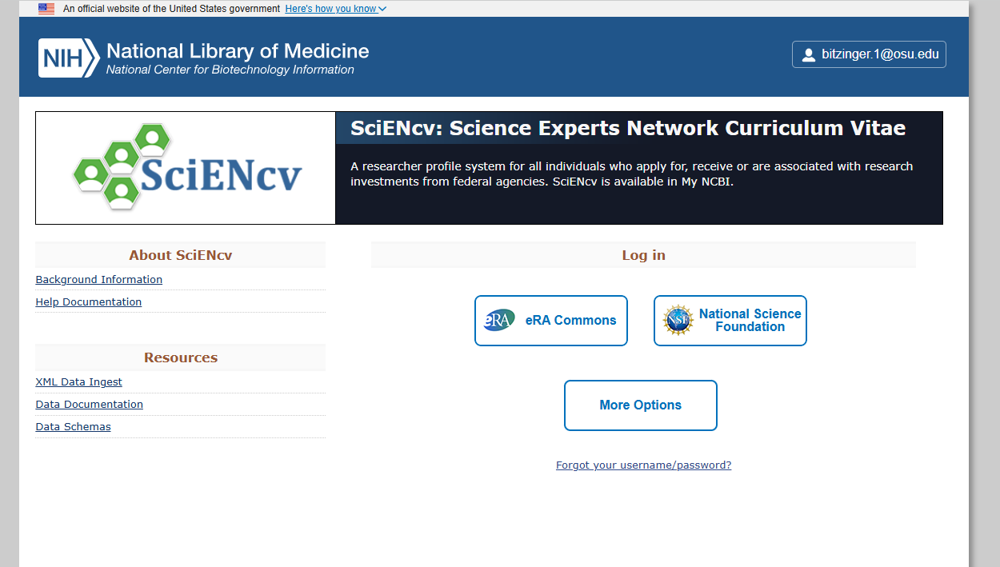 An official website of the United States government Here's how you know
NIH National Library of Medicine
National Center for Biotechnology Information
bitzinger.1@osu.edu
SciENcv
SciENcv: Science Experts Network Curriculum Vitae
A researcher profile system for all individuals who apply for, receive or are associated with research
investments from federal agencies. SciENcv is available in My NCBI.
About SciENcv
Background Information
Help Documentation
Resources
XML Data Ingest
Data Documentation
Data Schemas
Log in
eRA eRA Commons
NSF National Science
Foundation
More Options
Forgot your username/password?